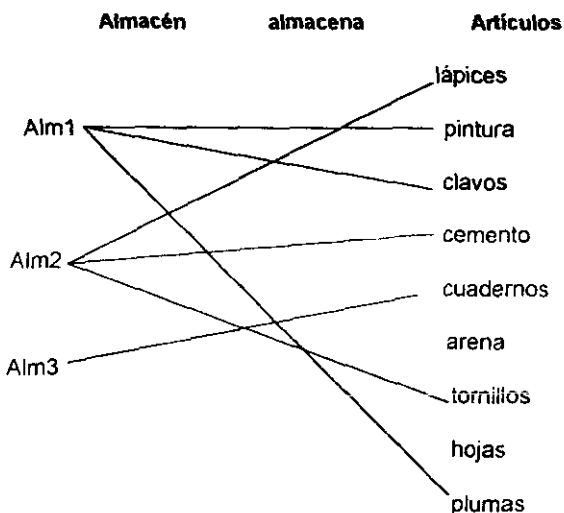 Almacén almacena Artículos
lápices
Alm1 pintura
clavos
cemento
Alm2
cuadernos
arena
Alm3
tornillos
hojas
plumas